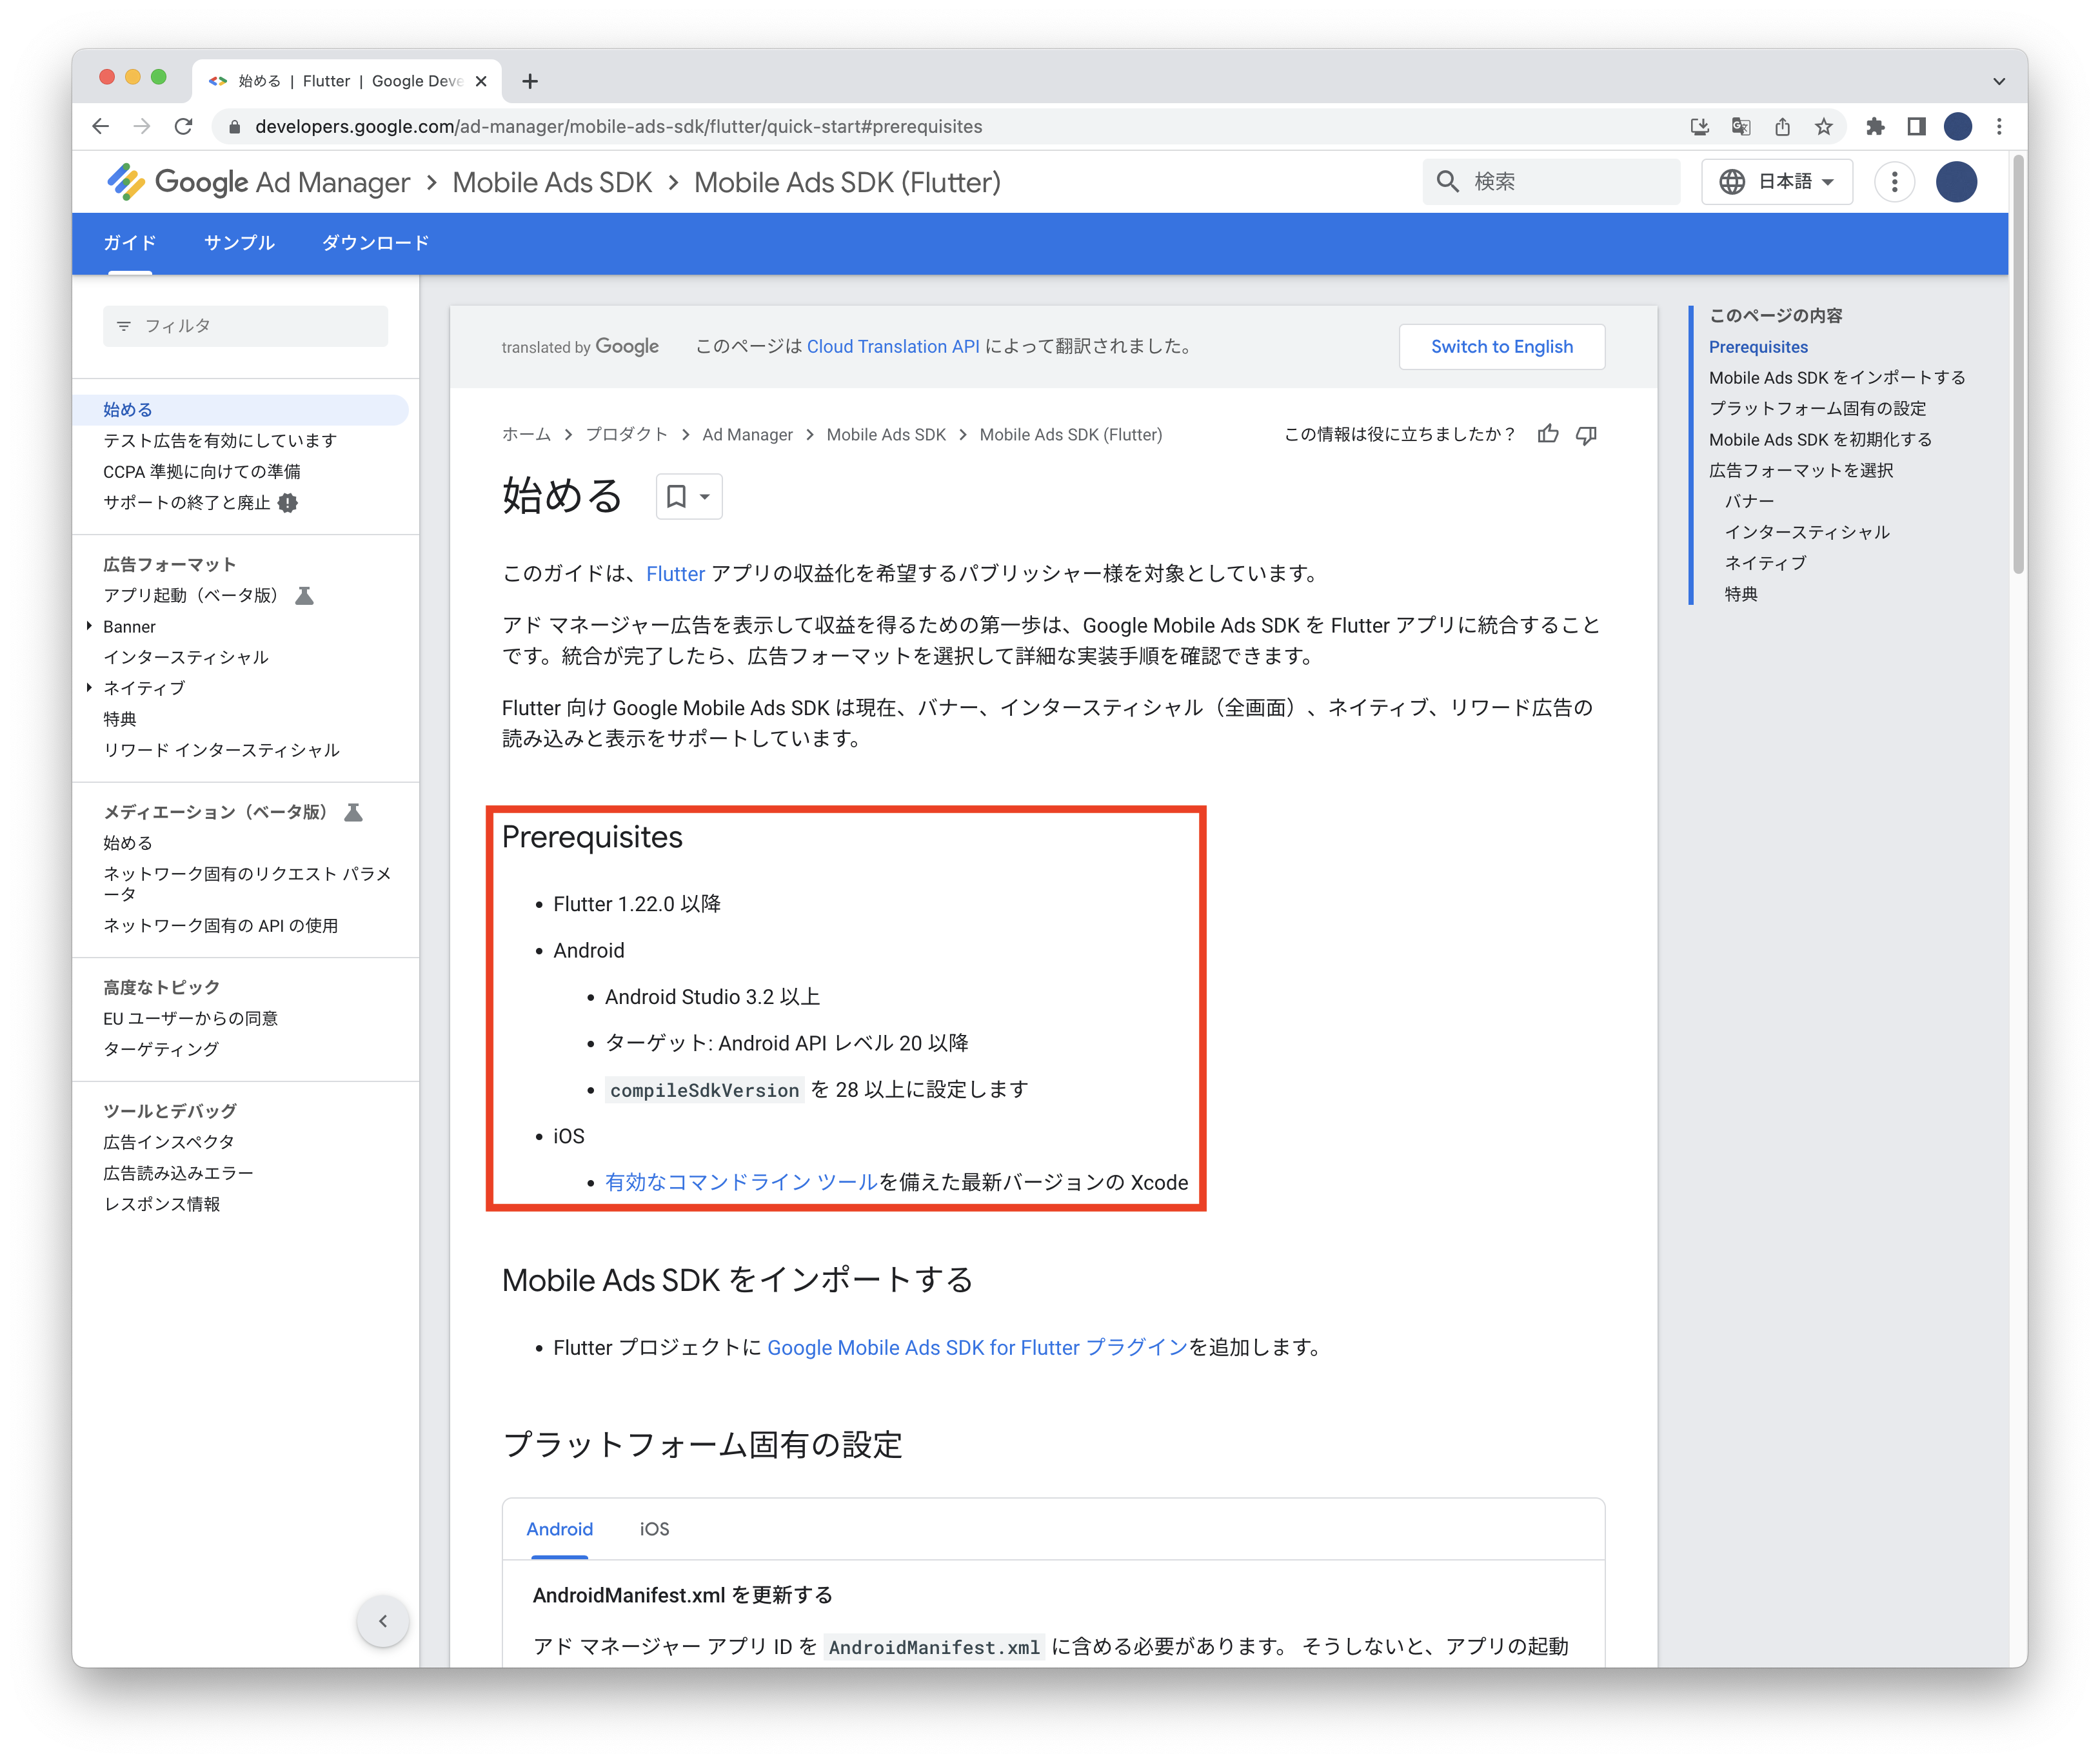 始める | Flutter | Google Deve
developers.google.com/ad-manager/mobile-ads-sdk/flutter/quick-start#prerequisites
Google Ad Manager > Mobile Ads SDK > Mobile Ads SDK (Flutter)
検索
日本語
ガイド サンプル ダウンロード
フィルタ
始める
テスト広告を有効にしています
CCPA 準拠に向けての準備
サポートの終了と廃止
広告フォーマット
アプリ起動（ベータ版）
Banner
インタースティシャル
ネイティブ
特典
リワード インタースティシャル
メディエーション（ベータ版）
始める
ネットワーク固有のリクエスト パラメ
ータ
ネットワーク固有の API の使用
高度なトピック
EU ユーザーからの同意
ターゲティング
ツールとデバッグ
広告インスペクタ
広告読み込みエラー
レスポンス情報
translated by Google このページは Cloud Translation API によって翻訳されました。
Switch to English
ホーム > プロダクト > Ad Manager > Mobile Ads SDK > Mobile Ads SDK (Flutter)
この情報は役に立ちましたか？
始める
このガイドは、Flutter アプリの収益化を希望するパブリッシャー様を対象としています。
アド マネージャー広告を表示して収益を得るための第一歩は、Google Mobile Ads SDK を Flutter アプリに統合すること
です。統合が完了したら、広告フォーマットを選択して詳細な実装手順を確認できます。
Flutter 向け Google Mobile Ads SDK は現在、バナー、インタースティシャル（全画面）、ネイティブ、リワード広告の
読み込みと表示をサポートしています。
Prerequisites
• Flutter 1.22.0 以降
• Android
• Android Studio 3.2 以上
• ターゲット: Android API レベル 20 以降
• compileSdkVersion を 28 以上に設定します
• iOS
• 有効なコマンドライン ツールを備えた最新バージョンの Xcode
Mobile Ads SDK をインポートする
• Flutter プロジェクトに Google Mobile Ads SDK for Flutter プラグインを追加します。
プラットフォーム固有の設定
Android iOS
AndroidManifest.xml を更新する
アド マネージャー アプリ ID を AndroidManifest.xml に含める必要があります。 そうしないと、アプリの起動
このページの内容
Prerequisites
Mobile Ads SDK をインポートする
プラットフォーム固有の設定
Mobile Ads SDK を初期化する
広告フォーマットを選択
バナー
インタースティシャル
ネイティブ
特典